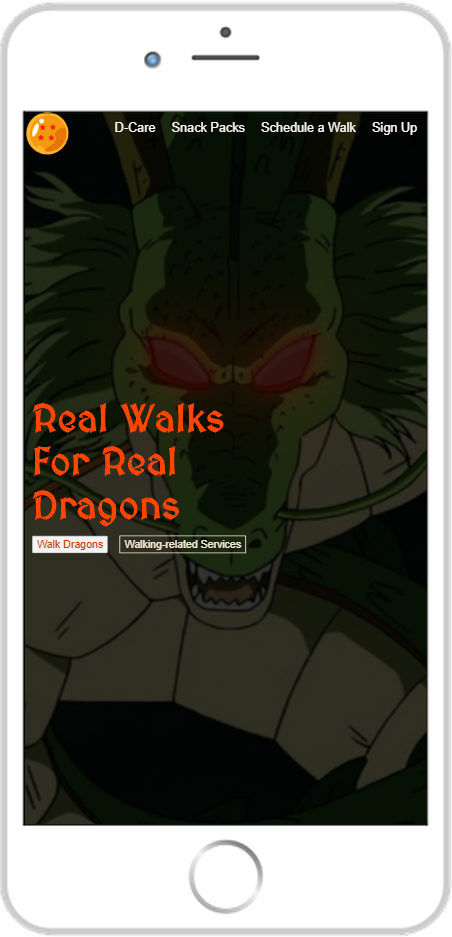 D-Care Snack Packs Schedule a Walk Sign Up
Real Walks
For Real
Dragons
Walk Dragons Walking-related Services